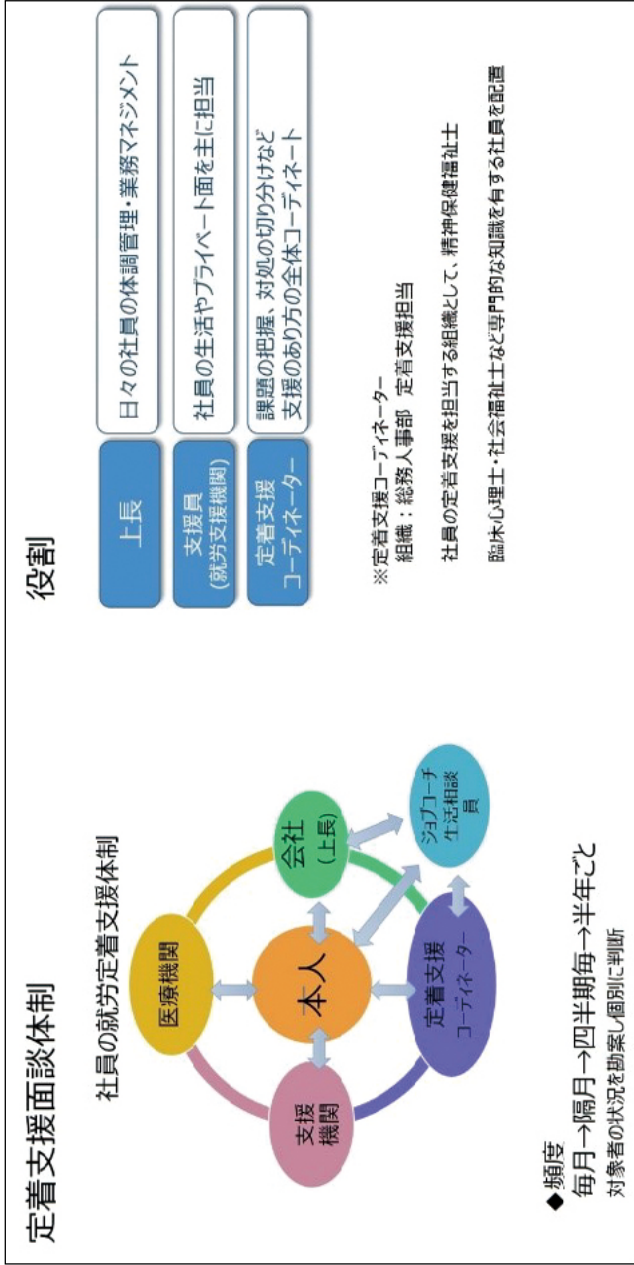 定着支援面談体制
社員の就労定着支援体制
医療機関
支援
機関
本人
会社
(上長)
定着支援
コーディネーター
ジョブコーチ
生活相談
員
◆頻度
毎月→隔月→四半期毎→半年ごと
対象者の状況を勘案し個別に判断
役割
上長
日々の社員の体調管理・業務マネジメント
支援員
(就労支援機関)
社員の生活やプライベート面を主に担当
定着支援
コーディネーター
課題の把握、対処の切り分けなど
支援のあり方の全体コーディネート
※定着支援コーディネーター
組織：総務人事部　定着支援担当
社員の定着支援を担当する組織として、精神保健福祉士
臨床心理士・社会福祉士など専門的な知識を有する社員を配置